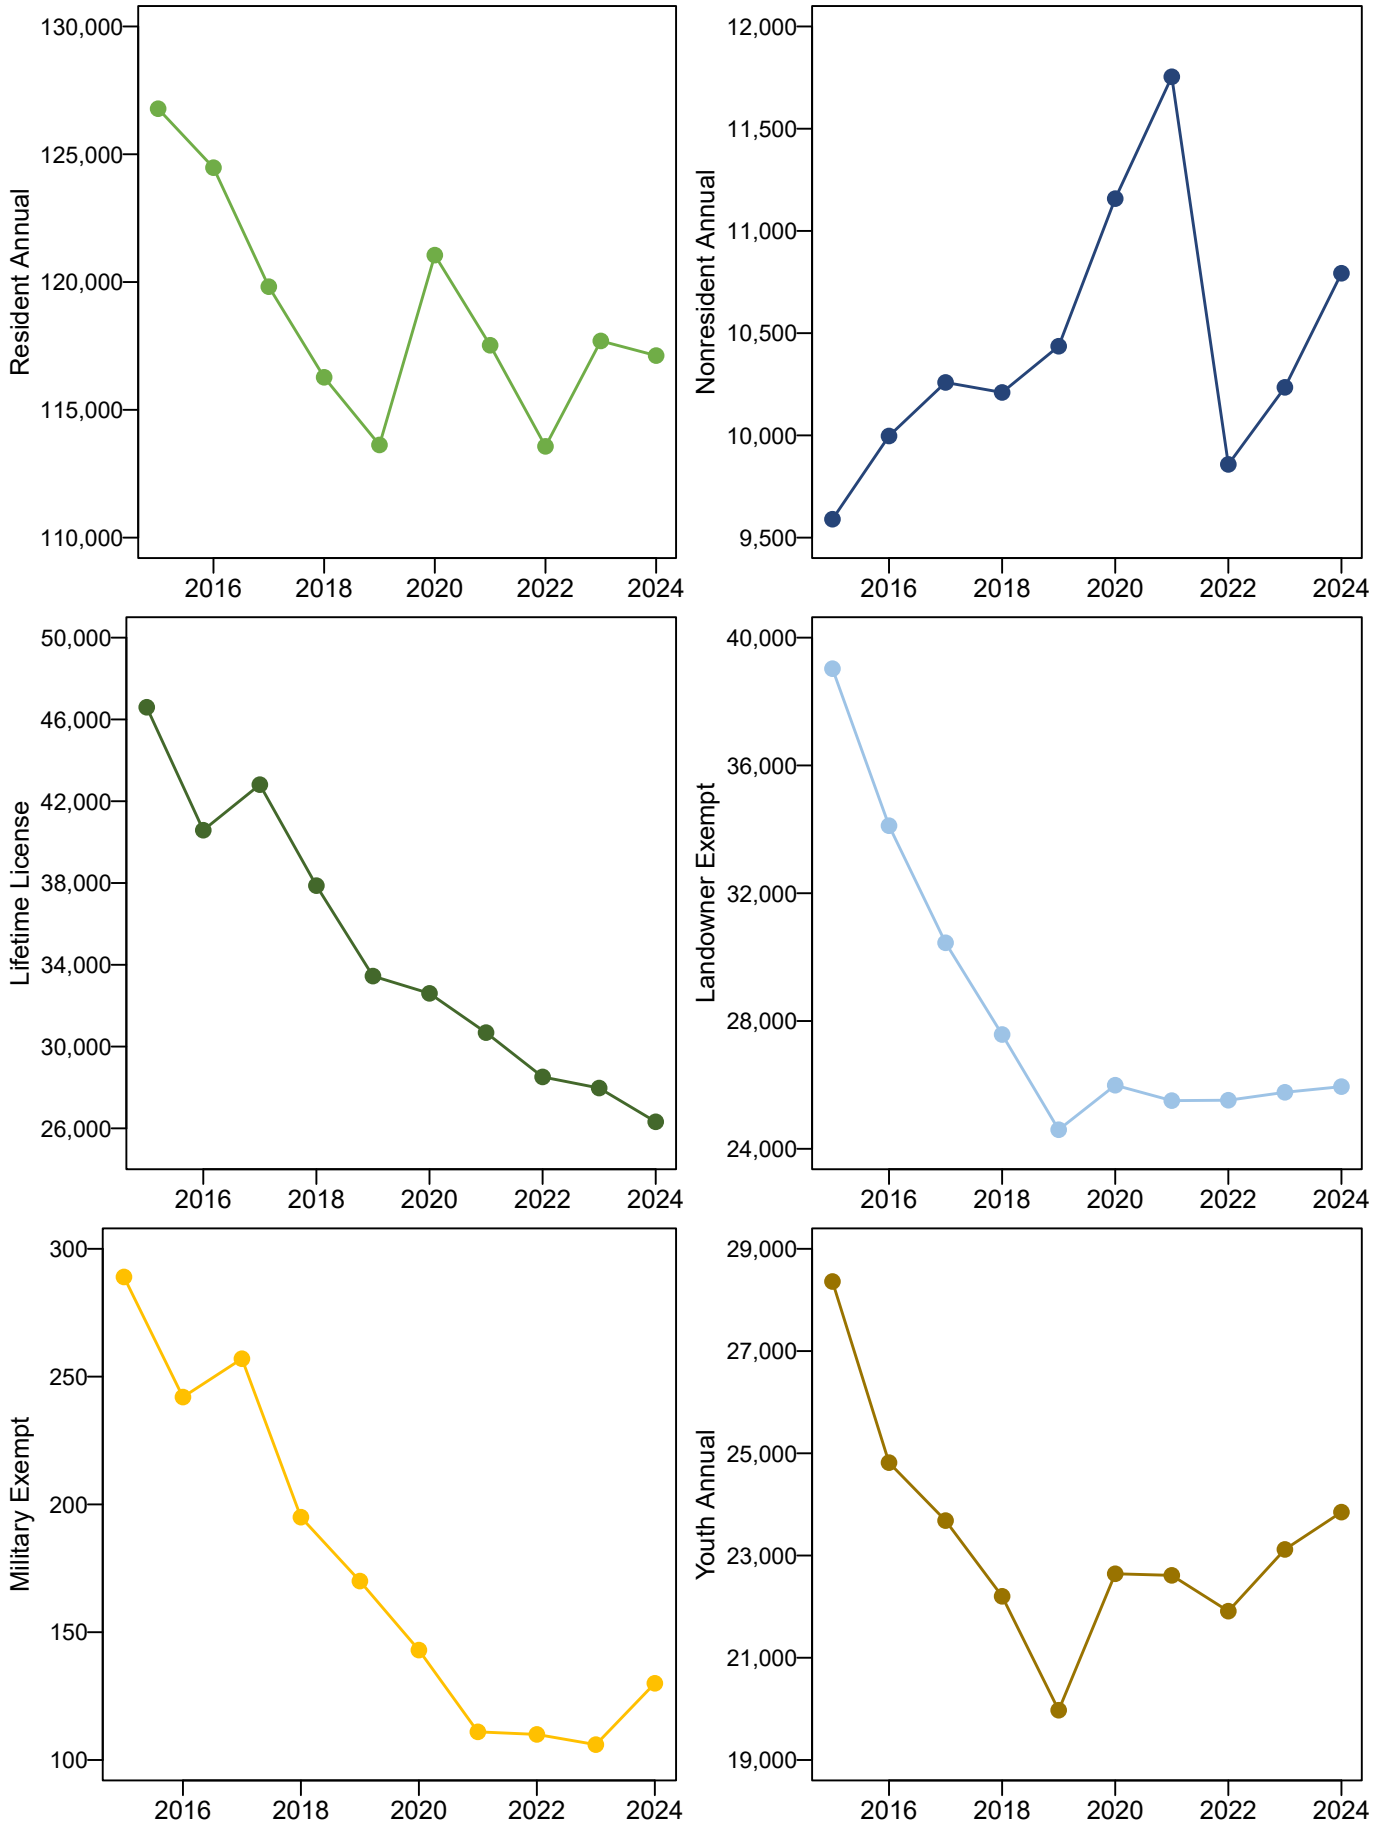 Resident Annual
130,000
125,000
120,000
115,000
110,000
2016 2018 2020 2022 2024
Nonresident Annual
12,000
11,500
11,000
10,500
10,000
9,500
2016 2018 2020 2022 2024
Lifetime License
50,000
46,000
42,000
38,000
34,000
30,000
26,000
2016 2018 2020 2022 2024
Landowner Exempt
40,000
36,000
32,000
28,000
24,000
2016 2018 2020 2022 2024
Military Exempt
300
250
200
150
100
2016 2018 2020 2022 2024
Youth Annual
29,000
27,000
25,000
23,000
21,000
19,000
2016 2018 2020 2022 2024